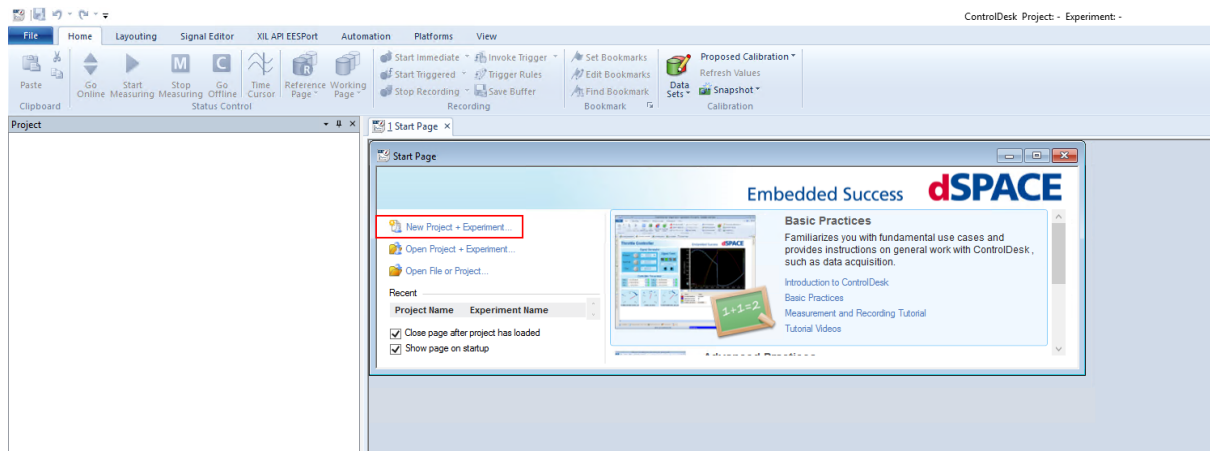 ControlDesk Project: - Experiment: -
File Home Layouting Signal Editor XIL API EESPort Automation Platforms View
Paste
Clipboard
Go Online
Start Measuring
Stop Measuring
Go Offline
Status Control
Time Cursor
Reference Page
Working Page
Start Immediate Invoke Trigger
Start Triggered Trigger Rules
Stop Recording Save Buffer
Recording
Set Bookmarks
Edit Bookmarks
Find Bookmark
Bookmark
Data Sets
Proposed Calibration
Refresh Values
Snapshot
Calibration
Project
1 Start Page
Start Page
Embedded Success dSPACE
New Project + Experiment...
Open Project + Experiment...
Open File or Project...
Recent
Project Name Experiment Name
Close page after project has loaded
Show page on startup
1+1=2
Basic Practices
Familiarizes you with fundamental use cases and
provides instructions on general work with ControlDesk,
such as data acquisition.
Introduction to ControlDesk
Basic Practices
Measurement and Recording Tutorial
Tutorial Videos
Advanced Practices